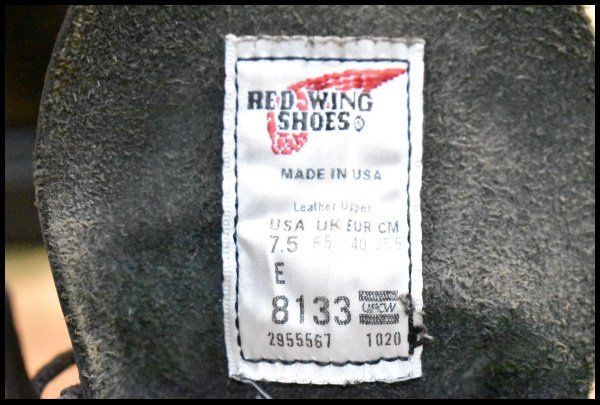 RED WING
SHOES
MADE IN USA
Leather Upper
USA UK EUR CM
7.5 6.5 40 25.5
E
8133 UFCW
2955567 1020